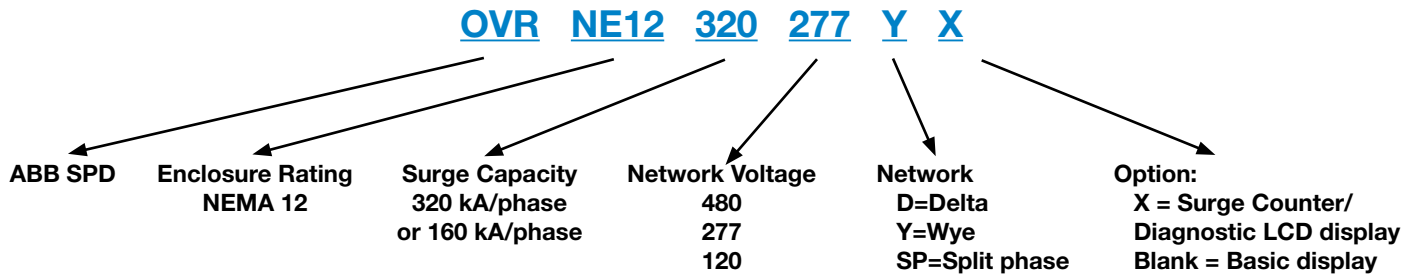 OVR NE12 320 277 Y X
ABB SPD
Enclosure Rating
NEMA 12
Surge Capacity
320 kA/phase
or 160 kA/phase
Network Voltage
480
277
120
Network
D=Delta
Y=Wye
SP=Split phase
Option:
X = Surge Counter/
Diagnostic LCD display
Blank = Basic display